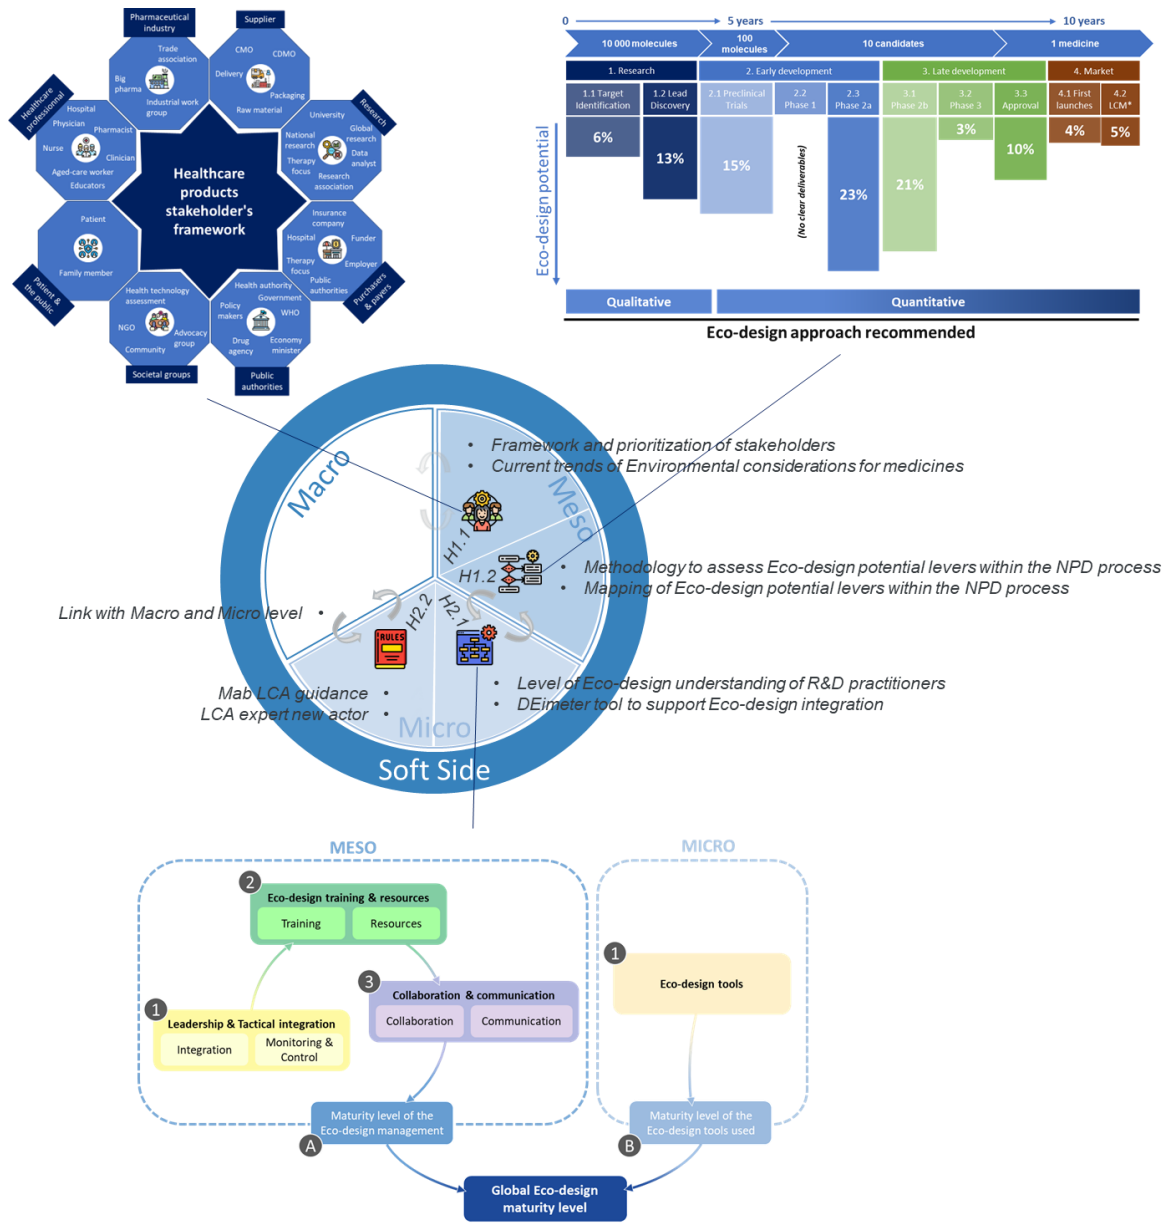 Pharmaceutical
industry
Supplier
Trade
association
Big
pharma
Industrial work
group
CMO
CDMO
Delivery
Packaging
Raw material
Healthcare
professionnal
Hospital
Physician
Pharmacist
Nurse
Clinician
Aged-care worker
Educators
Research
University
National
research
Global
research
Therapy
focus
Data
analyst
Research
association
Healthcare
products
stakeholder's
framework
Patient
Family member
Patient &
the public
Insurance
company
Hospital
Funder
Therapy
focus
Employer
Public
authorities
Purchasers
& payers
Health technology
assessment
NGO
Advocacy
group
Community
Societal groups
Health authority
Government
Policy
makers
WHO
Drug
agency
Economy
minister
Public
authorities
0
5 years
10 years
10 000 molecules
100
molecules
10 candidates
1 medicine
1. Research
2. Early development
3. Late development
4. Market
1.1 Target
Identification
1.2 Lead
Discovery
2.1 Preclinical
Trials
2.2
Phase 1
2.3
Phase 2a
3.1
Phase 2b
3.2
Phase 3
3.3
Approval
4.1 First
launches
4.2
LCM*
Eco-design potential
6%
13%
15%
(No clear deliverables)
23%
21%
3%
10%
4%
5%
Qualitative
Quantitative
Eco-design approach recommended
Macro
Meso
• Framework and prioritization of stakeholders
• Current trends of Environmental considerations for medicines
H1.1
H1.2
• Methodology to assess Eco-design potential levers within the NPD process
• Mapping of Eco-design potential levers within the NPD process
Link with Macro and Micro level •
H2.2
H2.1
RULES
Mab LCA guidance •
LCA expert new actor •
• Level of Eco-design understanding of R&D practitioners
• DEimeter tool to support Eco-design integration
Micro
Soft Side
MESO
MICRO
2
Eco-design training & resources
Training
Resources
1
Leadership & Tactical integration
Integration
Monitoring &
Control
3
Collaboration & communication
Collaboration
Communication
1
Eco-design tools
Maturity level of the
Eco-design management
A
Maturity level of the
Eco-design tools used
B
Global Eco-design
maturity level